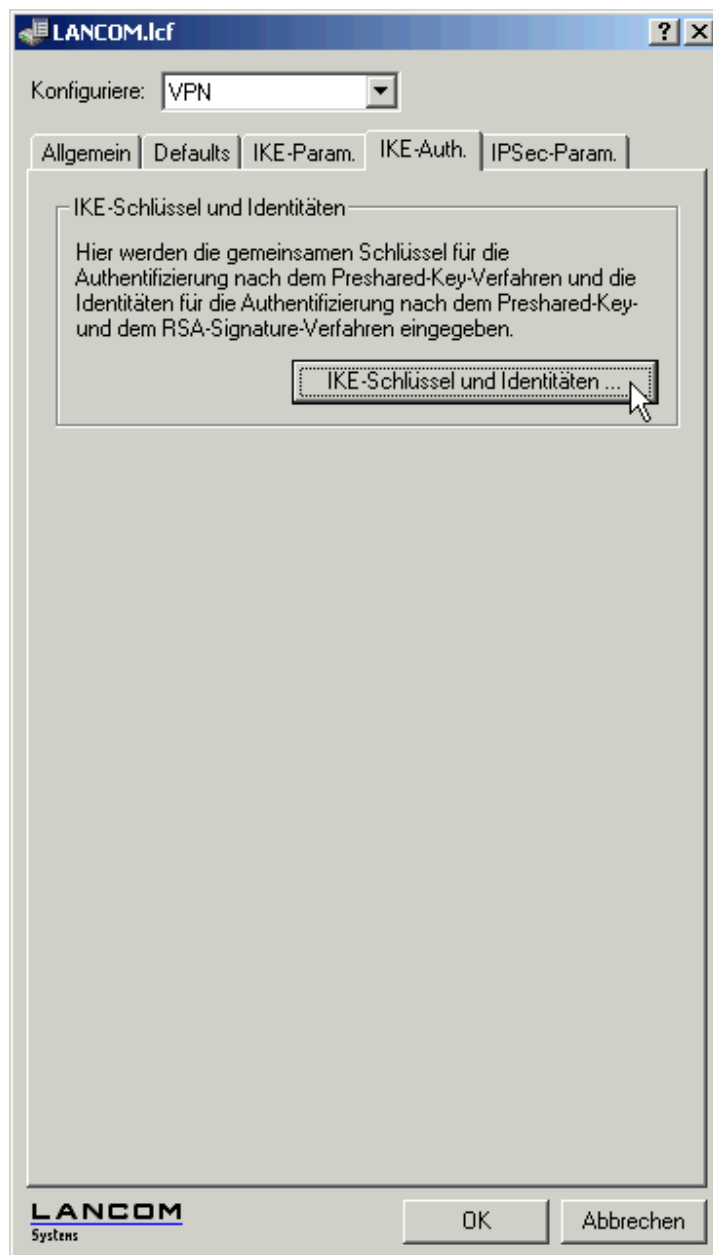 LANCOM.lcf
Konfiguriere: VPN
Allgemein Defaults IKE-Param. IKE-Auth. IPSec-Param.
IKE-Schlüssel und Identitäten
Hier werden die gemeinsamen Schlüssel für die
Authentifizierung nach dem Preshared-Key-Verfahren und die
Identitäten für die Authentifizierung nach dem Preshared-Key-
und dem RSA-Signature-Verfahren eingegeben.
IKE-Schlüssel und Identitäten ...
LANCOM
Systems
OK Abbrechen